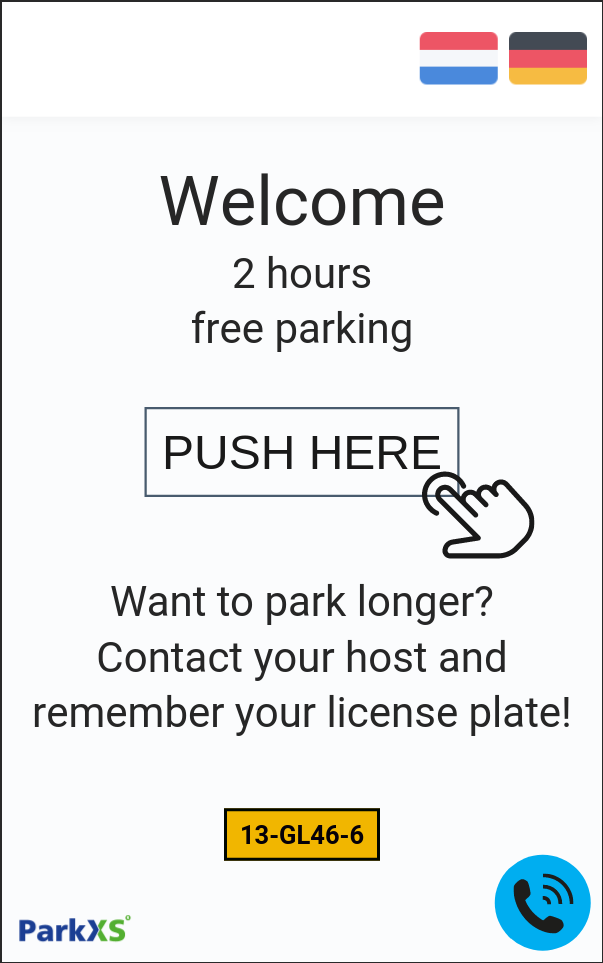 Welcome
2 hours
free parking
PUSH HERE
Want to park longer?
Contact your host and
remember your license plate!
13-GL46-6
ParkXS